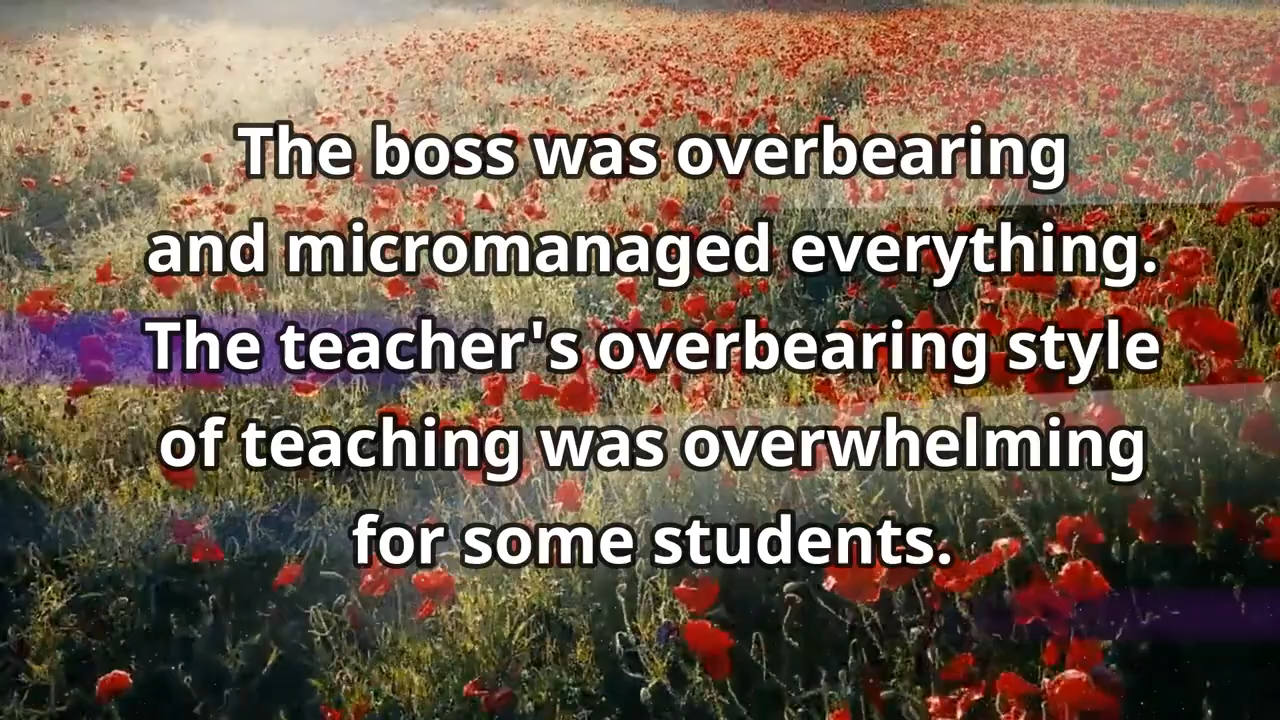 The boss was overbearing
and micromanaged everything.
The teacher's overbearing style
of teaching was overwhelming
for some students.